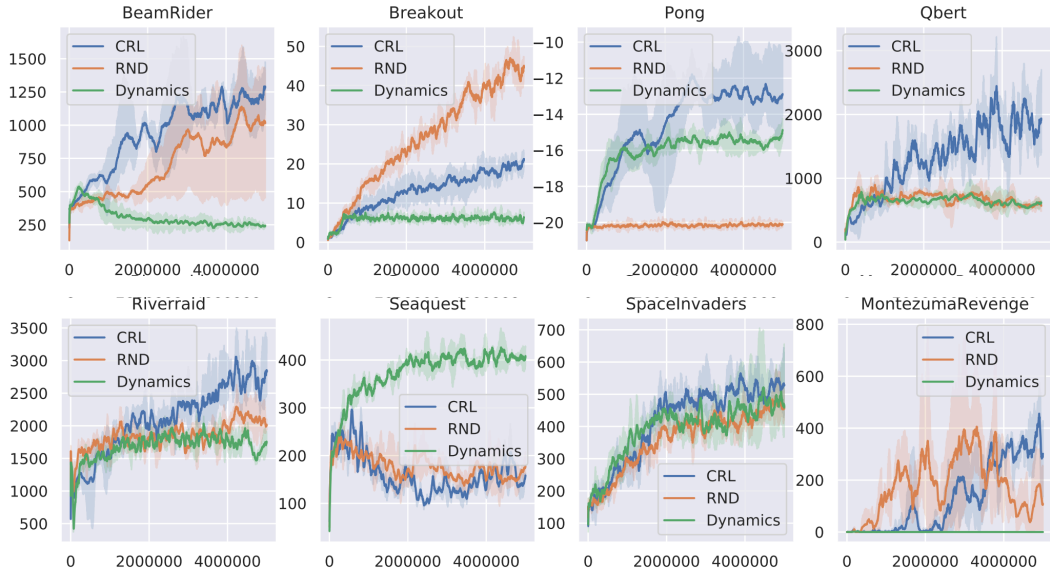 BeamRider
1500
1250
1000
750
500
250
0
2000000
4000000
CRL
RND
Dynamics
Breakout
50
40
30
20
10
0
0
2000000
4000000
CRL
RND
Dynamics
Pong
−10
−12
−14
−16
−18
−20
0
2000000
4000000
CRL
RND
Dynamics
Qbert
3000
2000
1000
0
0
2000000
4000000
CRL
RND
Dynamics
Riverraid
3500
3000
2500
2000
1500
1000
500
0
2000000
4000000
CRL
RND
Dynamics
Seaquest
400
300
200
100
0
2000000
4000000
CRL
RND
Dynamics
SpaceInvaders
700
600
500
400
300
200
100
0
2000000
4000000
CRL
RND
Dynamics
MontezumaRevenge
800
600
400
200
0
0
2000000
4000000
CRL
RND
Dynamics